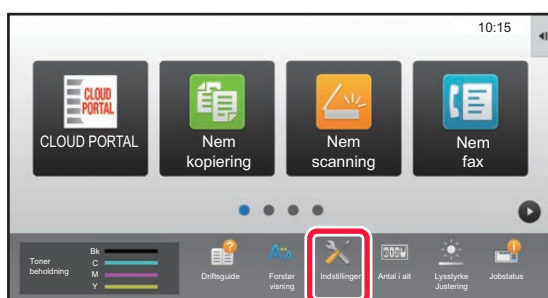 10:15
CLOUD
PORTAL
CLOUD PORTAL
Nem
kopiering
Nem
scanning
Nem
fax
Toner
beholdning
Bk
C
M
Y
Driftsguide
Forstør
visning
Indstillinger
Antal i alt
Lysstyrke
Justering
Jobstatus